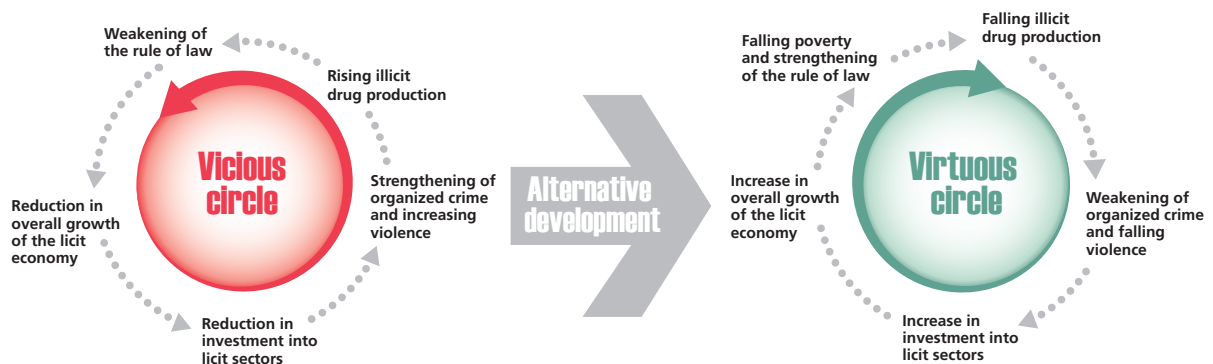 Weakening of
the rule of law
Rising illicit
drug production
Vicious
circle
Strengthening of
organized crime
and increasing
violence
Reduction in
overall growth
of the licit
economy
Reduction in
investment into
licit sectors
Alternative
development
Falling illicit
drug production
Falling poverty
and strengthening
of the rule of law
Virtuous
circle
Increase in
overall growth
of the licit
economy
Weakening of
organized crime
and falling
violence
Increase in
investment into
licit sectors